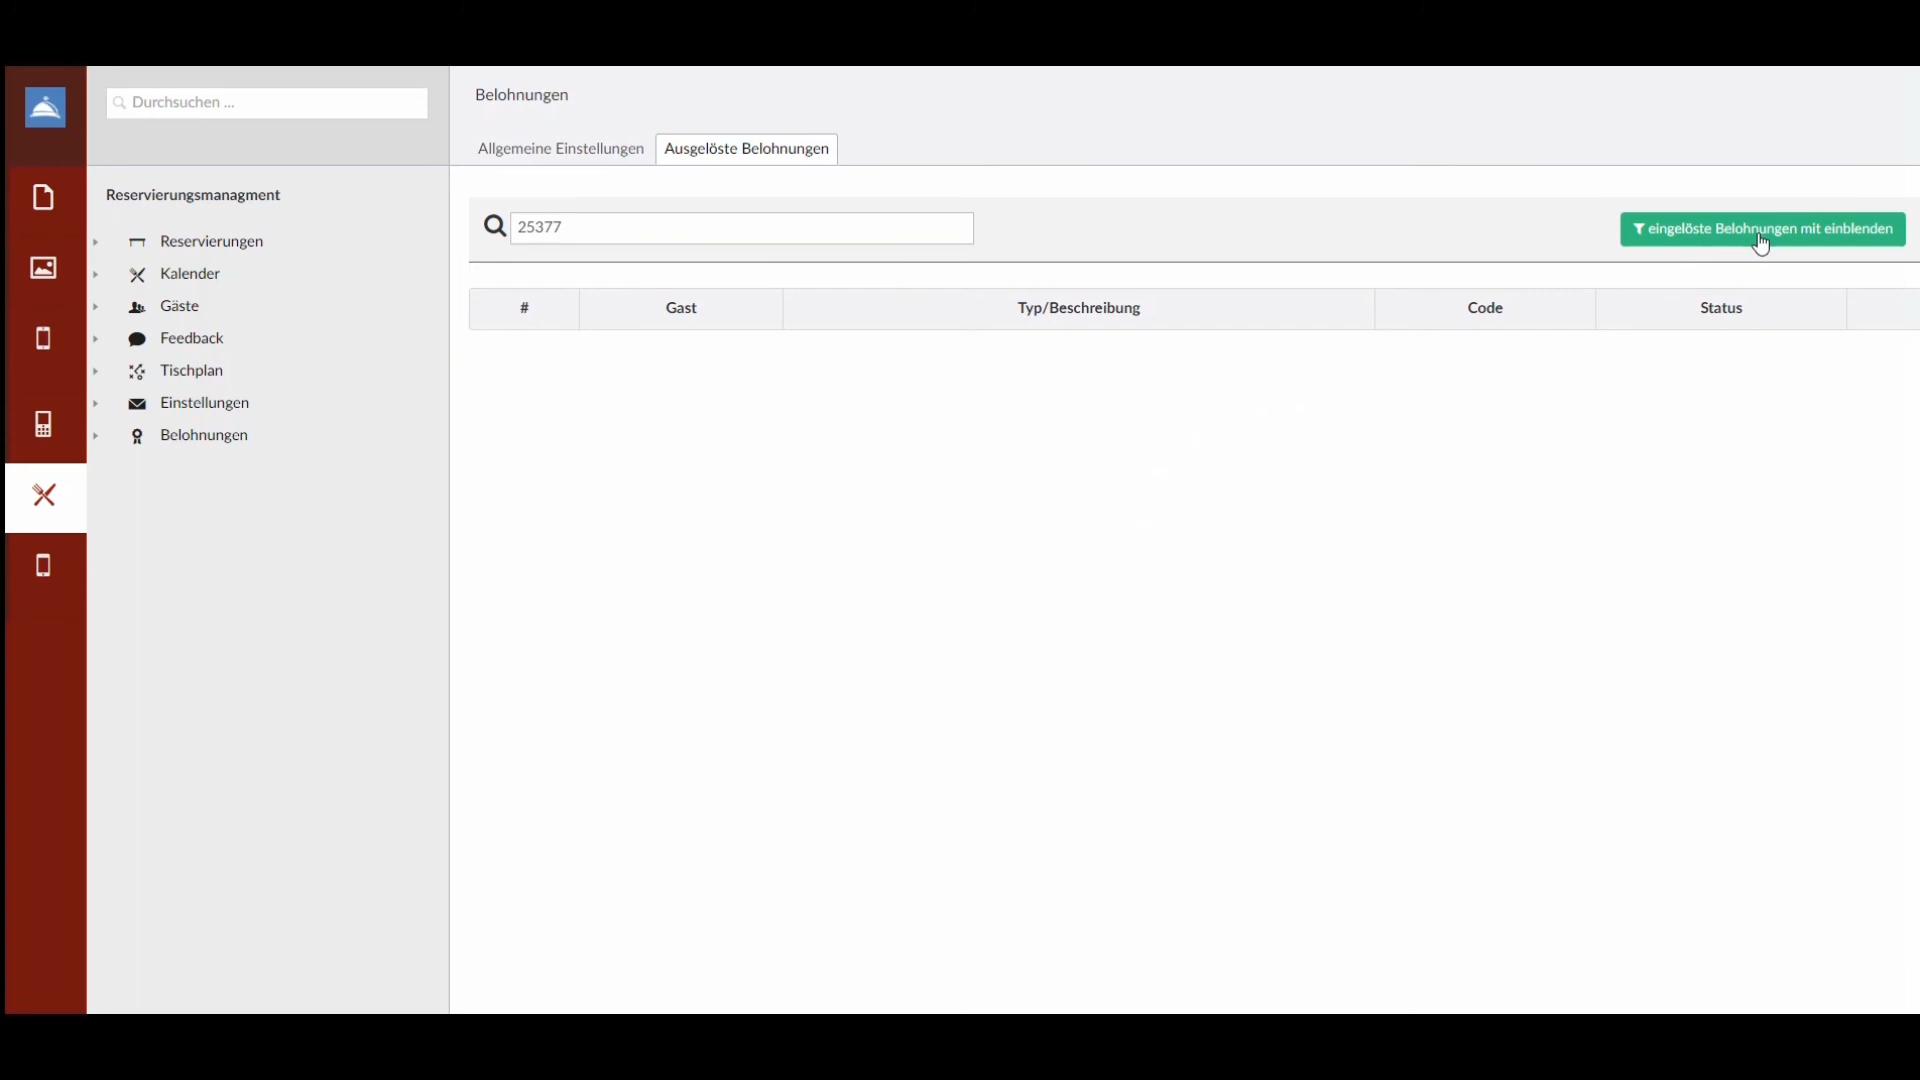 Durchsuchen ...
Belohnungen
Allgemeine Einstellungen
Ausgelöste Belohnungen
Reservierungsmanagment
Reservierungen
Kalender
Gäste
Feedback
Tischplan
Einstellungen
Belohnungen
25377
eingelöste Belohnungen mit einblenden
# Gast Typ/Beschreibung Code Status